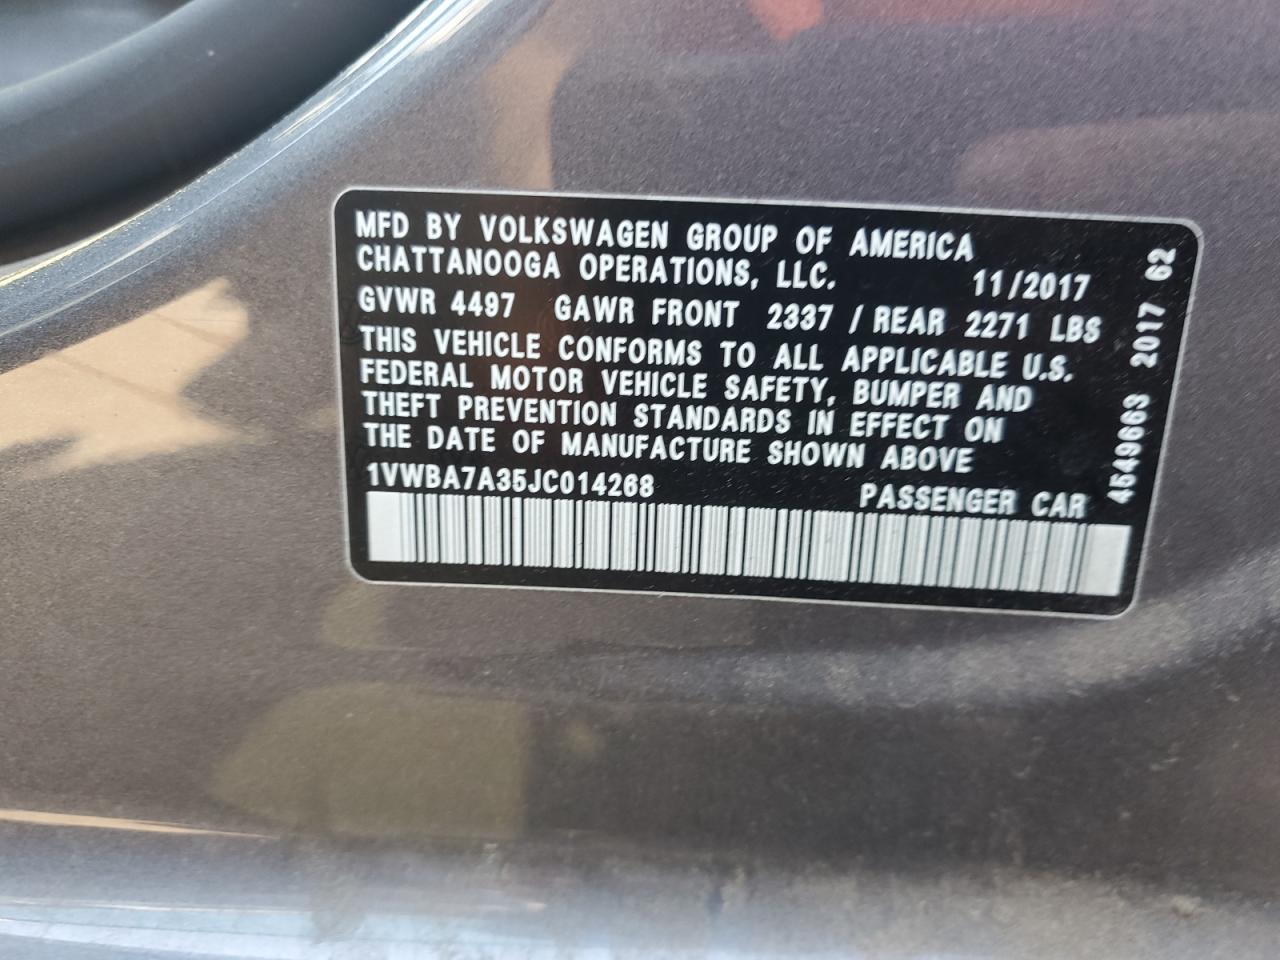 MFD BY VOLKSWAGEN GROUP OF AMERICA
CHATTANOOGA OPERATIONS, LLC. 11/2017
GVWR 4497 GAWR FRONT 2337 / REAR 2271 LBS
THIS VEHICLE CONFORMS TO ALL APPLICABLE U.S.
FEDERAL MOTOR VEHICLE SAFETY, BUMPER AND
THEFT PREVENTION STANDARDS IN EFFECT ON
THE DATE OF MANUFACTURE SHOWN ABOVE
1VWBA7A35JC014268 PASSENGER CAR
4549663 2017 62